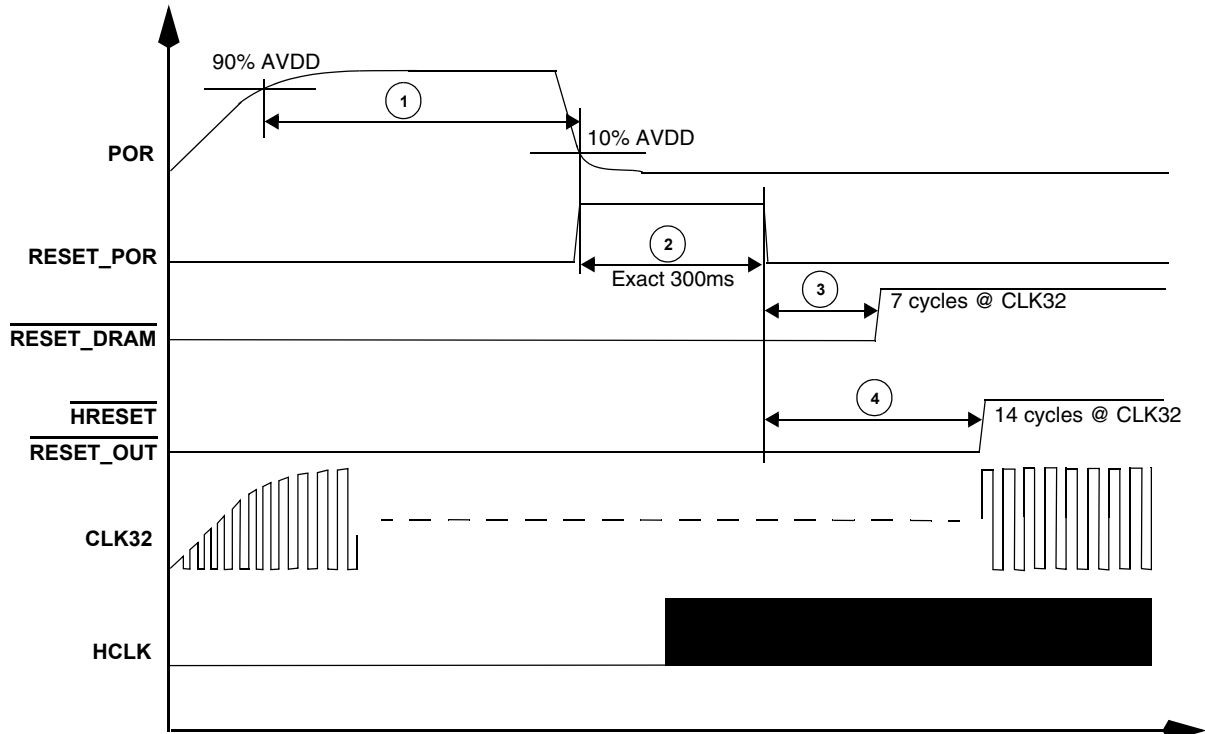 90% AVDD
1
10% AVDD
POR
2
RESET_POR
Exact 300ms
3
7 cycles @ CLK32
RESET_DRAM
4
HRESET
14 cycles @ CLK32
RESET_OUT
CLK32
HCLK